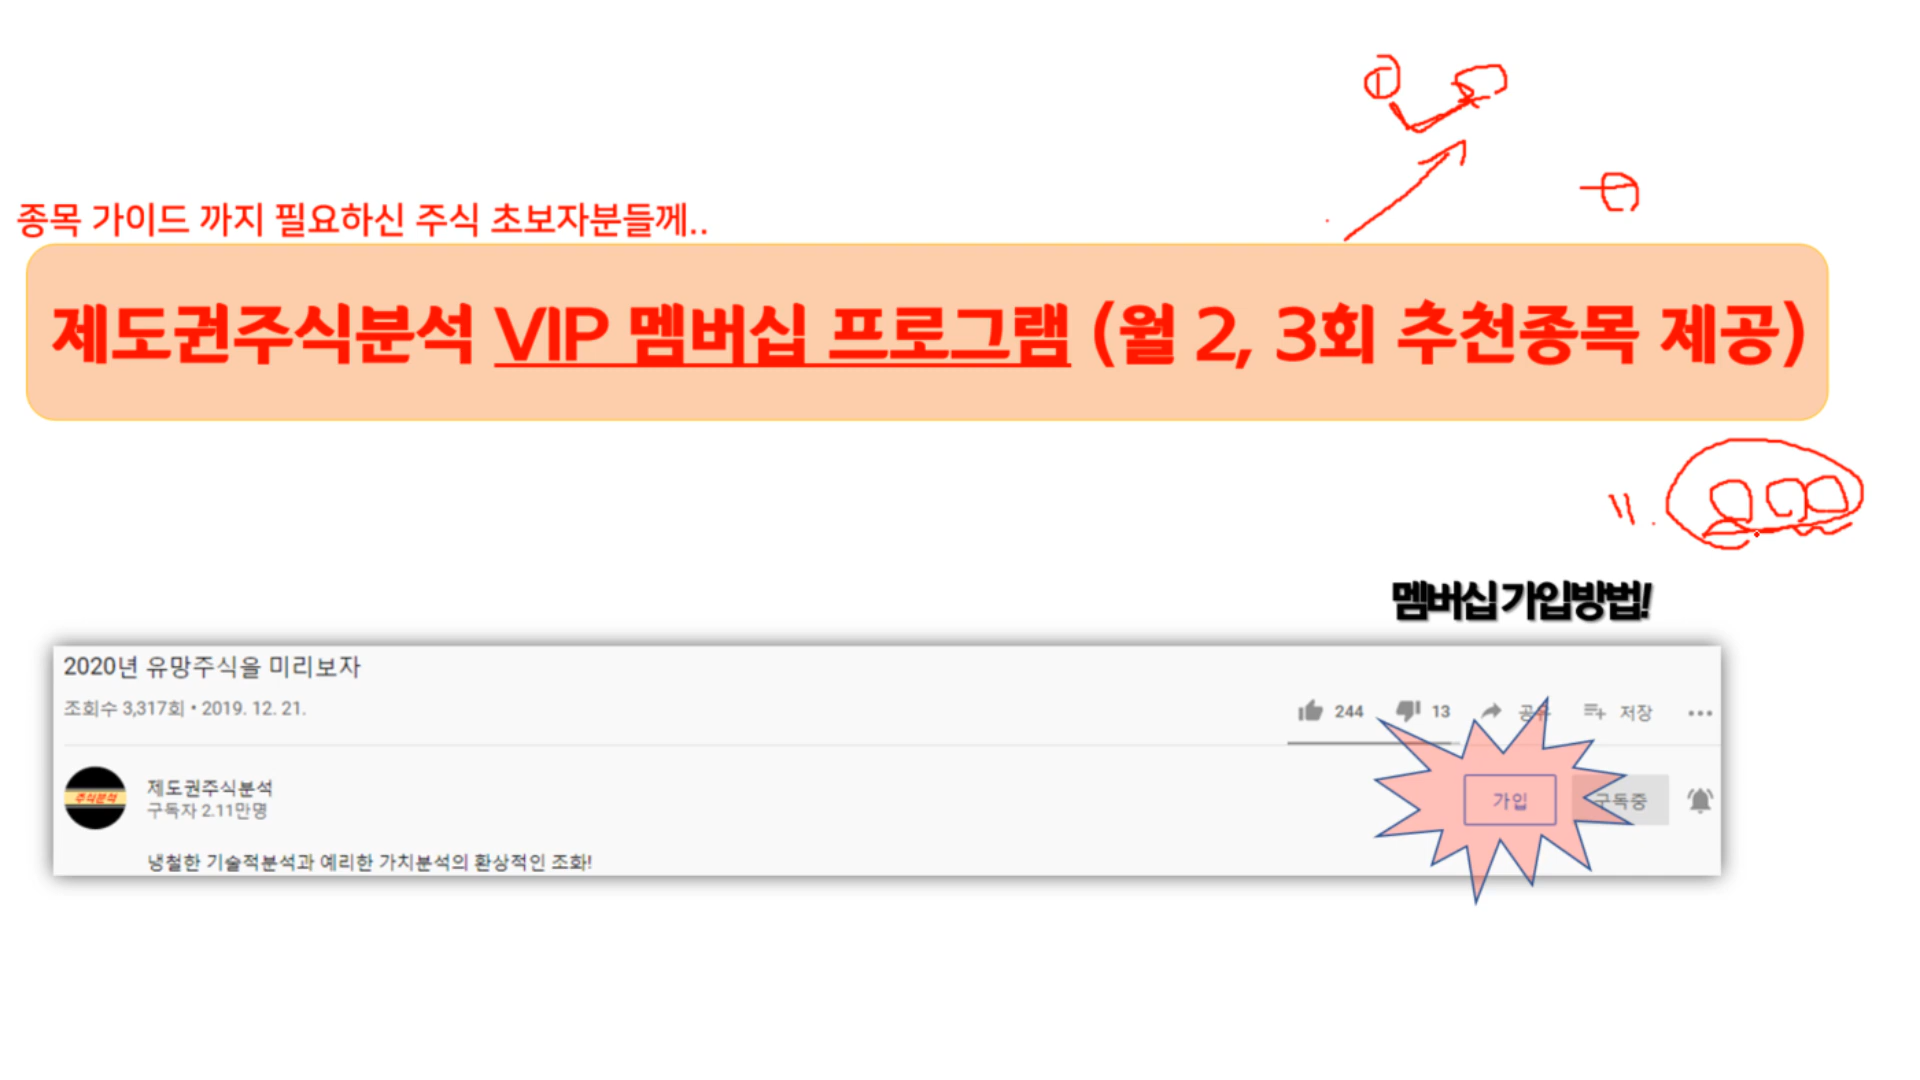 종목 가이드 까지 필요하신 주식 초보자분들께..
제도권주식분석 VIP 멤버십 프로그램 (월 2, 3회 추천종목 제공)
멤버십 가입방법!
2020년 유망주식을 미리보자
조회수 3,317회 • 2019. 12. 21.
244 13 공유 저장
주식분석
제도권주식분석
구독자 2.11만명
가입 구독중
냉철한 기술적분석과 예리한 가치분석의 환상적인 조화!